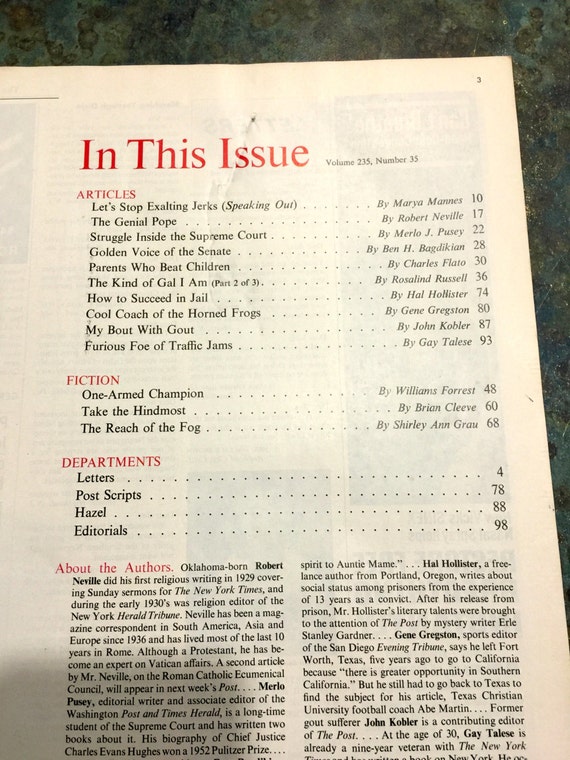 3
In This Issue Volume 235, Number 35
ARTICLES
Let's Stop Exalting Jerks (Speaking Out) . . . . . . . . . By Marya Mannes 10
The Genial Pope . . . . . . . . . By Robert Neville 17
Struggle Inside the Supreme Court . . . . . . . . . By Merlo J. Pusey 22
Golden Voice of the Senate . . . . . . . . . By Ben H. Bagdikian 28
Parents Who Beat Children . . . . . . . . . By Charles Flato 30
The Kind of Gal I Am (Part 2 of 3) . . . . . . . . . By Rosalind Russell 36
How to Succeed in Jail . . . . . . . . . By Hal Hollister 74
Cool Coach of the Horned Frogs . . . . . . . . . By Gene Gregston 80
My Bout With Gout . . . . . . . . . By John Kobler 87
Furious Foe of Traffic Jams . . . . . . . . . By Gay Talese 93
FICTION
One-Armed Champion . . . . . . . . . By Williams Forrest 48
Take the Hindmost . . . . . . . . . By Brian Cleeve 60
The Reach of the Fog . . . . . . . . . By Shirley Ann Grau 68
DEPARTMENTS
Letters . . . . . . . . . 4
Post Scripts . . . . . . . . . 78
Hazel . . . . . . . . . 88
Editorials . . . . . . . . . 98
About the Authors. Oklahoma-born Robert
Neville did his first religious writing in 1929 cover-
ing Sunday sermons for The New York Times, and
during the early 1930's was religion editor of the
New York Herald Tribune. Neville has been a mag-
azine correspondent in South America, Asia and
Europe since 1936 and has lived most of the last 10
years in Rome. Although a Protestant, he has be-
come an expert on Vatican affairs. A second article
by Mr. Neville, on the Roman Catholic Ecumenical
Council, will appear in next week's Post. . . . Merlo
Pusey, editorial writer and associate editor of the
Washington Post and Times Herald, is a long-time
student of the Supreme Court and has written two
books about it. His biography of Chief Justice
Charles Evans Hughes won a 1952 Pulitzer Prize. . . .
spirit to Auntie Mame." . . . Hal Hollister, a free-
lance author from Portland, Oregon, writes about
social status among prisoners from the experience
of 13 years as a convict. After his release from
prison, Mr. Hollister's literary talents were brought
to the attention of The Post by mystery writer Erle
Stanley Gardner. . . . Gene Gregston, sports editor
of the San Diego Evening Tribune, says he left Fort
Worth, Texas, five years ago to go to California
because "there is greater opportunity in Southern
California." But he still had to go back to Texas to
find the subject for his article, Texas Christian
University football coach Abe Martin. . . . Former
gout sufferer John Kobler is a contributing editor
of The Post. . . . At the age of 30, Gay Talese is
already a nine-year veteran with The New York